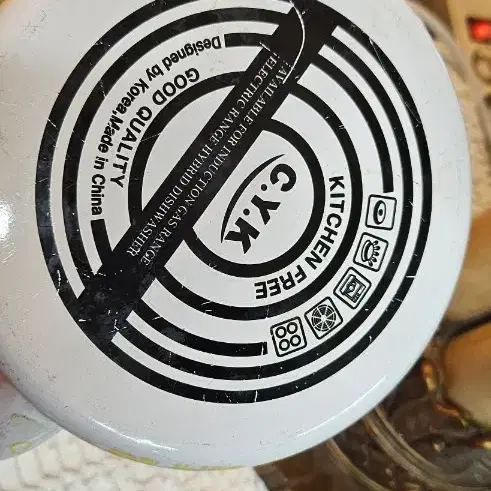 GOOD QUALITY
Designed by Korea,Made in China
AVAILABLE FOR INDUCTION GAS RANGE
ELECTRIC RANGE HYBRID DISHWASHER
C.Y.K
KITCHEN FREE